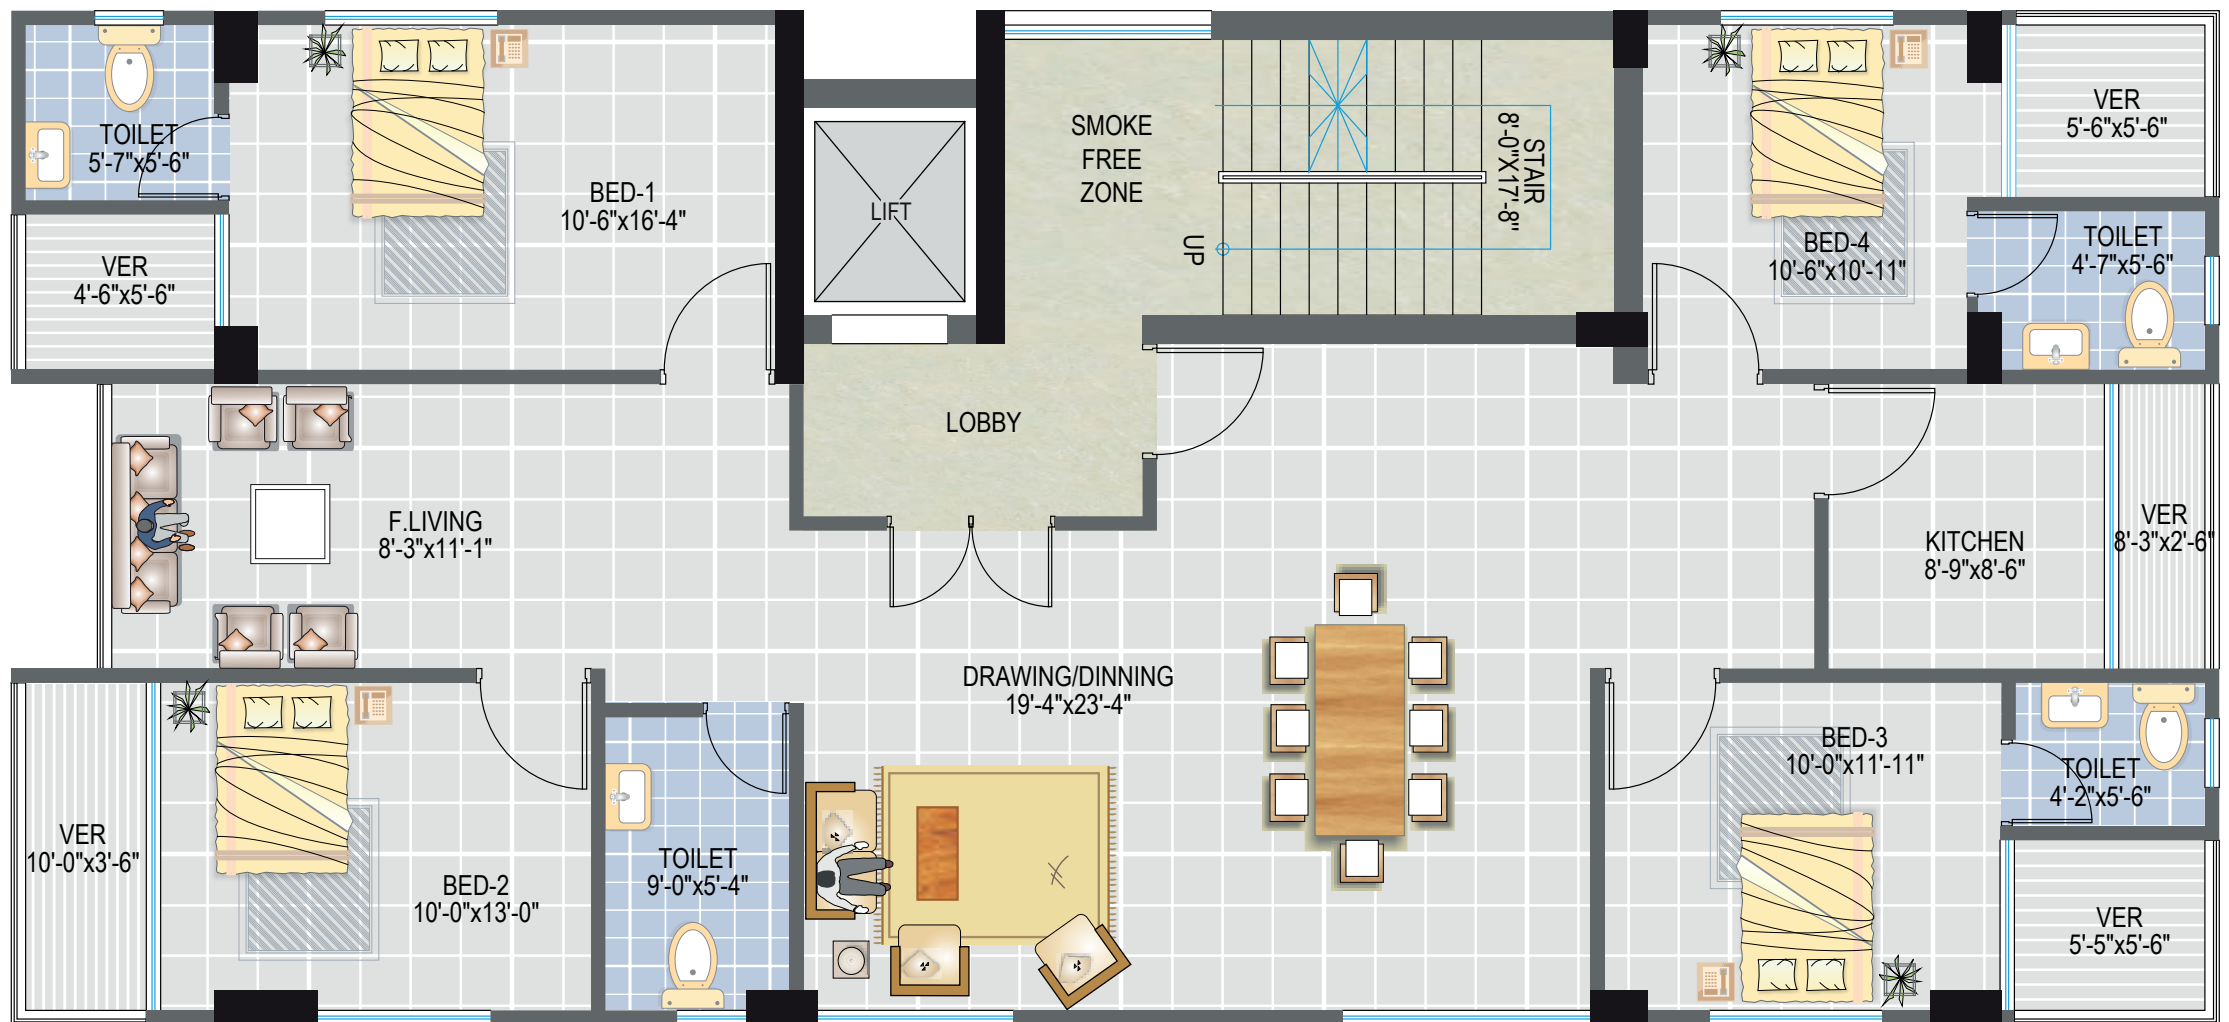 TOILET
5'-7"x5'-6"
BED-1
10'-6"x16'-4"
VER
4'-6"x5'-6"
LIFT
SMOKE
FREE
ZONE
STAIR
8'-0"X17'-8"
UP
BED-4
10'-6"x10'-11"
VER
5'-6"x5'-6"
TOILET
4'-7"x5'-6"
LOBBY
F.LIVING
8'-3"x11'-1"
KITCHEN
8'-9"x8'-6"
VER
8'-3"x2'-6"
DRAWING/DINNING
19'-4"x23'-4"
VER
10'-0"x3'-6"
BED-2
10'-0"x13'-0"
TOILET
9'-0"x5'-4"
BED-3
10'-0"x11'-11"
TOILET
4'-2"x5'-6"
VER
5'-5"x5'-6"